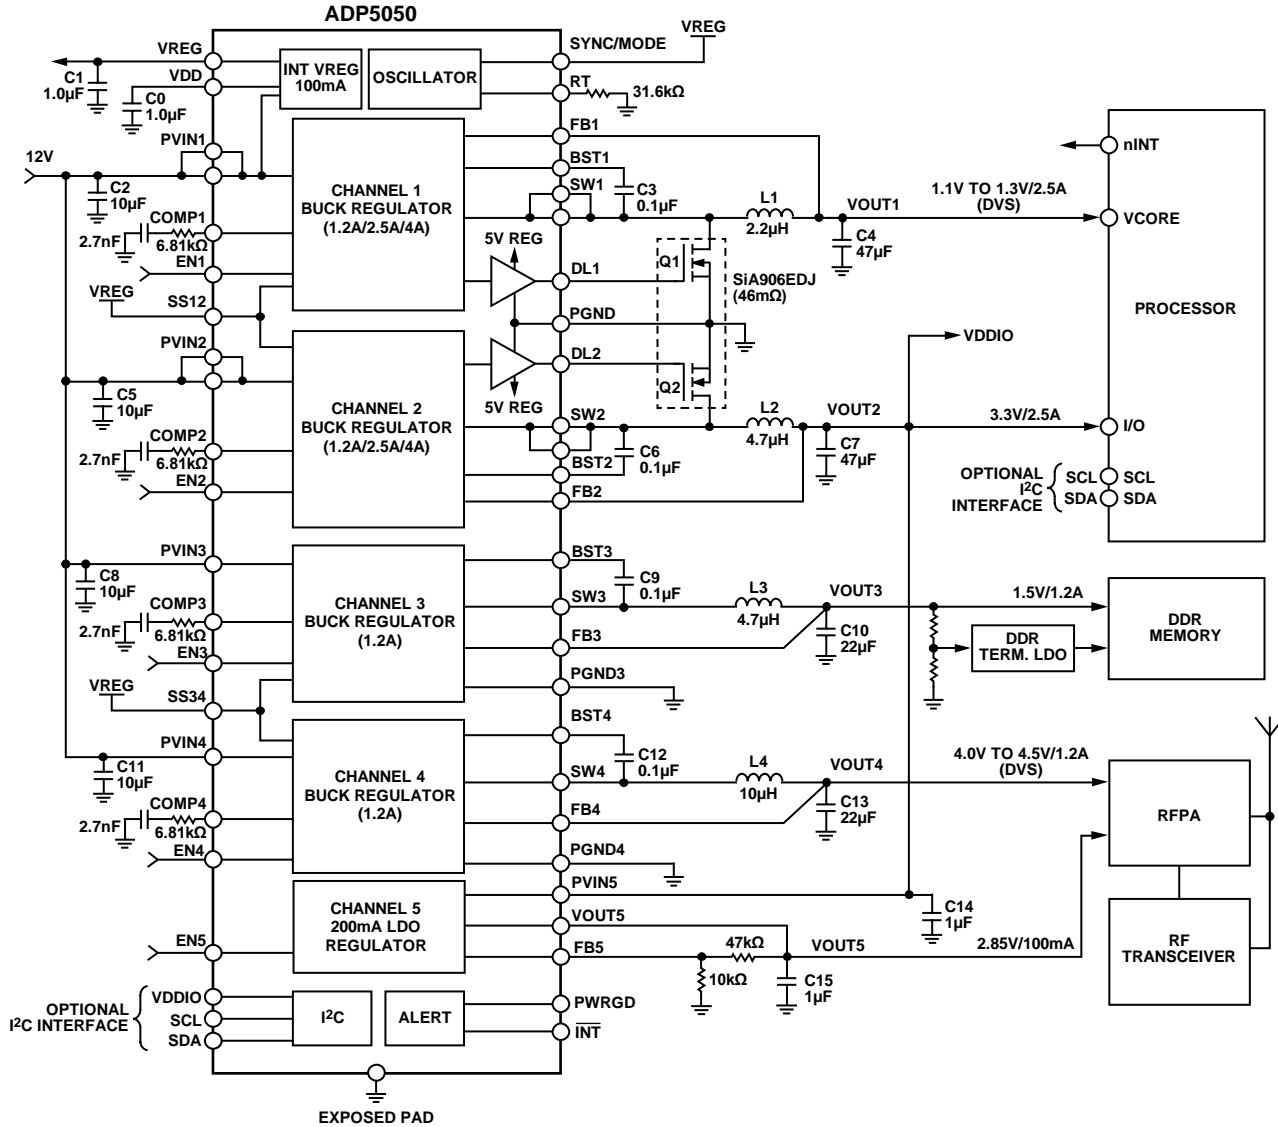 ADP5050
VREG
C1
1.0µF
VDD
C0
1.0µF
INT VREG
100mA
OSCILLATOR
SYNC/MODE
VREG
RT
31.6kΩ
12V
PVIN1
C2
10µF
COMP1
2.7nF
6.81kΩ
EN1
VREG
SS12
CHANNEL 1
BUCK REGULATOR
(1.2A/2.5A/4A)
FB1
BST1
SW1
C3
0.1µF
L1
2.2µH
VOUT1
C4
47µF
1.1V TO 1.3V/2.5A
(DVS)
5V REG
DL1
Q1
SiA906EDJ
(46mΩ)
PGND
DL2
Q2
5V REG
PVIN2
C5
10µF
COMP2
2.7nF
6.81kΩ
EN2
CHANNEL 2
BUCK REGULATOR
(1.2A/2.5A/4A)
SW2
BST2
C6
0.1µF
FB2
L2
4.7µH
VOUT2
C7
47µF
VDDIO
3.3V/2.5A
nINT
VCORE
PROCESSOR
I/O
OPTIONAL
I2C
INTERFACE
SCL
SCL
SDA
SDA
PVIN3
C8
10µF
COMP3
2.7nF
6.81kΩ
EN3
VREG
SS34
CHANNEL 3
BUCK REGULATOR
(1.2A)
BST3
C9
0.1µF
SW3
FB3
PGND3
L3
4.7µH
VOUT3
C10
22µF
1.5V/1.2A
DDR
TERM. LDO
DDR
MEMORY
PVIN4
C11
10µF
COMP4
2.7nF
6.81kΩ
EN4
CHANNEL 4
BUCK REGULATOR
(1.2A)
BST4
C12
0.1µF
SW4
FB4
PGND4
L4
10µH
VOUT4
C13
22µF
4.0V TO 4.5V/1.2A
(DVS)
RFPA
EN5
CHANNEL 5
200mA LDO
REGULATOR
PVIN5
C14
1µF
VOUT5
FB5
47kΩ
10kΩ
VOUT5
C15
1µF
2.85V/100mA
RF
TRANSCEIVER
OPTIONAL
I2C INTERFACE
VDDIO
SCL
SDA
I2C
ALERT
PWRGD
INT
EXPOSED PAD